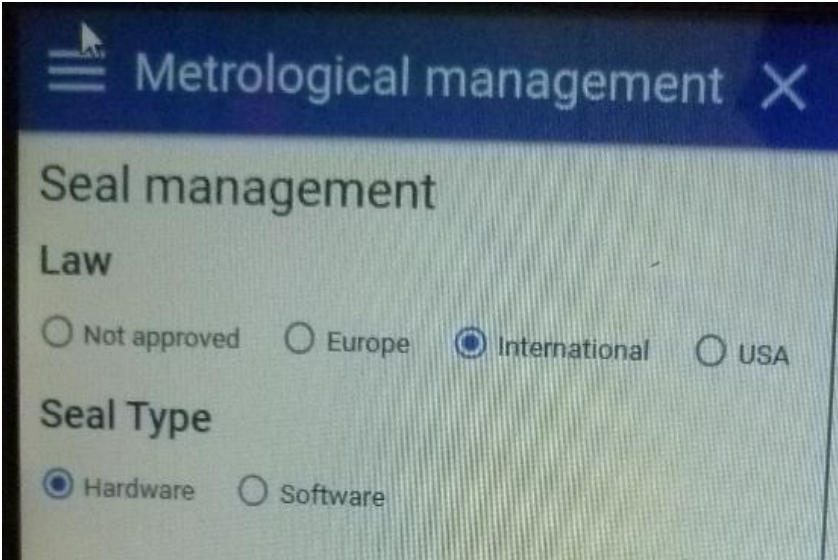 Metrological management
Seal management
Law
Not approved Europe International USA
Seal Type
Hardware Software